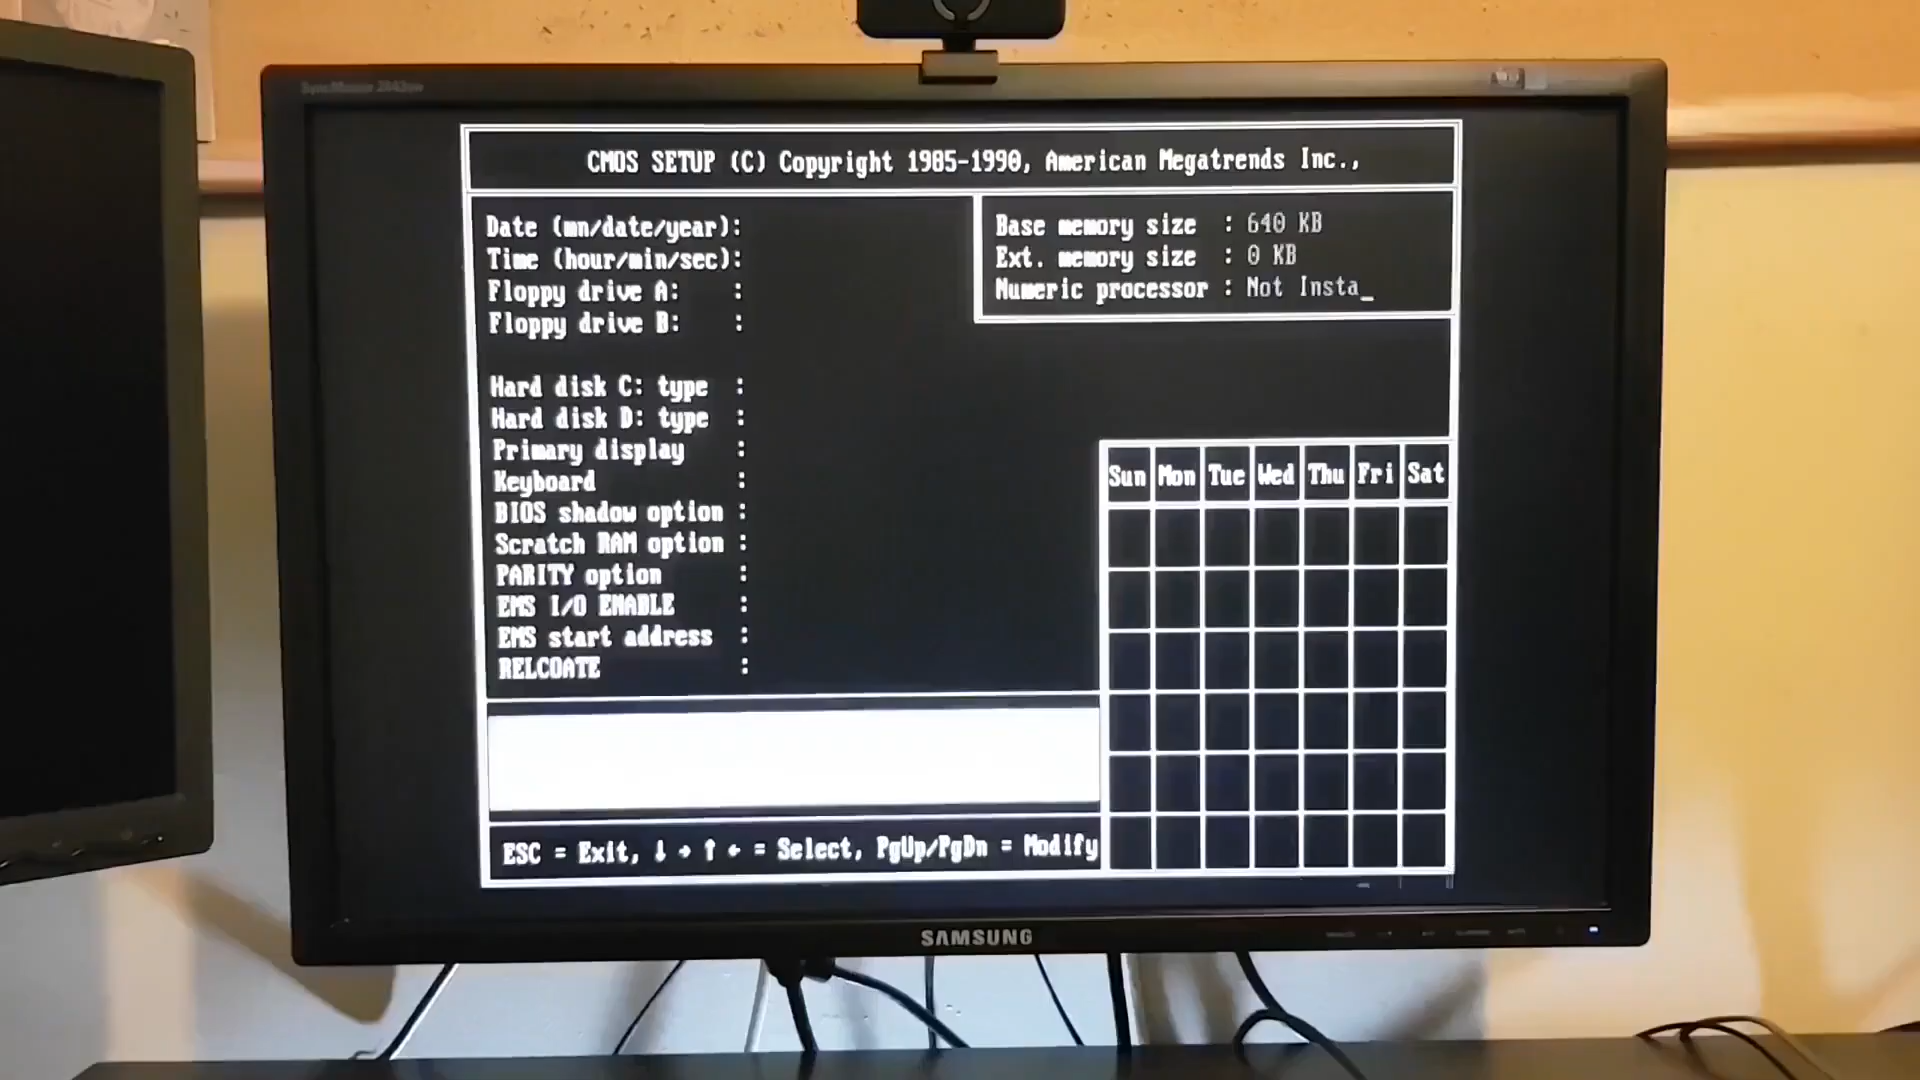 SyncMaster 2443nw
CMOS SETUP (C) Copyright 1985-1990, American Megatrends Inc.,
Date (mn/date/year):
Time (hour/min/sec):
Floppy drive A: :
Floppy drive B: :
Hard disk C: type :
Hard disk D: type :
Primary display :
Keyboard :
BIOS shadow option :
Scratch RAM option :
PARITY option :
EMS I/O ENABLE :
EMS start address :
RELCOATE :
Base memory size : 640 KB
Ext. memory size : 0 KB
Numeric processor : Not Insta_
Sun Mon Tue Wed Thu Fri Sat
ESC = Exit, ↓ → ↑ ← = Select, PgUp/PgDn = Modify
SAMSUNG